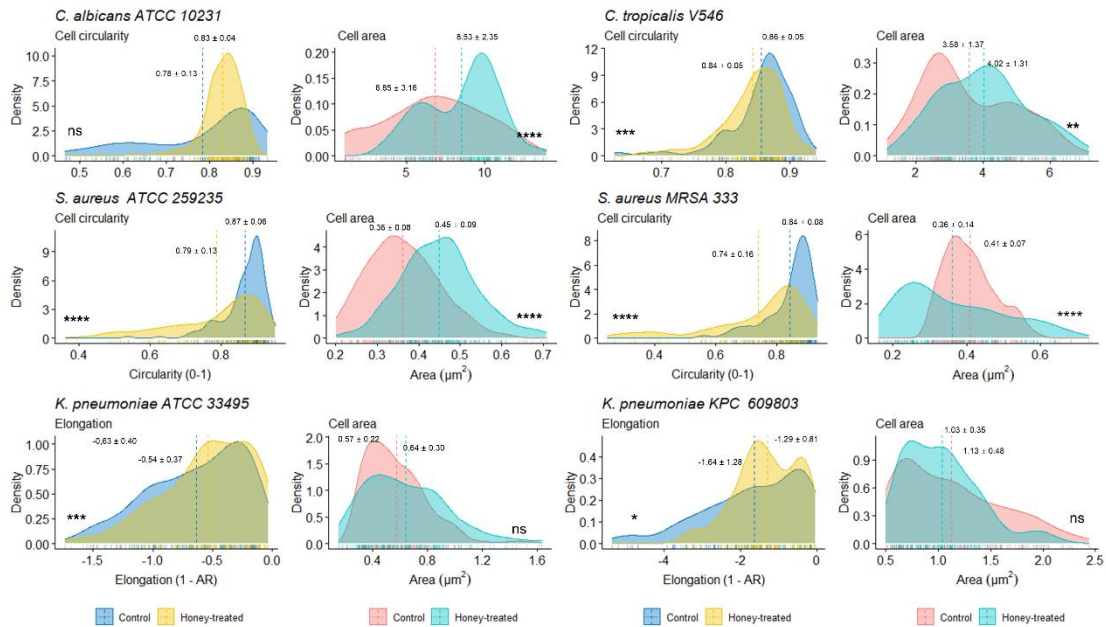 C. albicans ATCC 10231
C. tropicalis V546
Cell circularity
0.83 ± 0.04
0.78 ± 0.13
ns
Density
10.0
7.5
5.0
2.5
0.0
0.5 0.6 0.7 0.8 0.9
Cell area
8.53 ± 2.35
6.85 ± 3.16
****
Density
0.20
0.15
0.10
0.05
0.00
5 10
Cell circularity
0.86 ± 0.05
0.84 ± 0.05
***
Density
12
9
6
3
0
0.7 0.8 0.9
Cell area
3.58 ± 1.37
4.02 ± 1.31
**
Density
0.3
0.2
0.1
0.0
2 4 6
S. aureus ATCC 259235
S. aureus MRSA 333
Cell circularity
0.87 ± 0.06
0.79 ± 0.13
****
Density
9
6
3
0
0.4 0.6 0.8
Circularity (0-1)
Cell area
0.36 ± 0.08
0.45 ± 0.09
****
Density
4
3
2
1
0
0.2 0.3 0.4 0.5 0.6 0.7
Area (µm²)
Cell circularity
0.84 ± 0.08
0.74 ± 0.16
****
Density
8
6
4
2
0
0.4 0.6 0.8
Circularity (0-1)
Cell area
0.36 ± 0.14
0.41 ± 0.07
****
Density
6
4
2
0
0.2 0.4 0.6
Area (µm²)
K. pneumoniae ATCC 33495
K. pneumoniae KPC 609803
Elongation
-0,63 ± 0.40
-0.54 ± 0.37
***
Density
1.00
0.75
0.50
0.25
0.00
-1.5 -1.0 -0.5 0.0
Elongation (1 - AR)
Cell area
0.57 ± 0.22
0.64 ± 0.30
ns
Density
2.0
1.5
1.0
0.5
0.0
0.4 0.8 1.2 1.6
Area (µm²)
Elongation
-1.29 ± 0.81
-1.64 ± 1.28
*
Density
0.4
0.3
0.2
0.1
0.0
-4 -2 0
Elongation (1 - AR)
Cell area
1.03 ± 0.35
1.13 ± 0.48
ns
Density
0.9
0.6
0.3
0.0
0.5 1.0 1.5 2.0 2.5
Area (µm²)
Control Honey-treated
Control Honey-treated
Control Honey-treated
Control Honey-treated